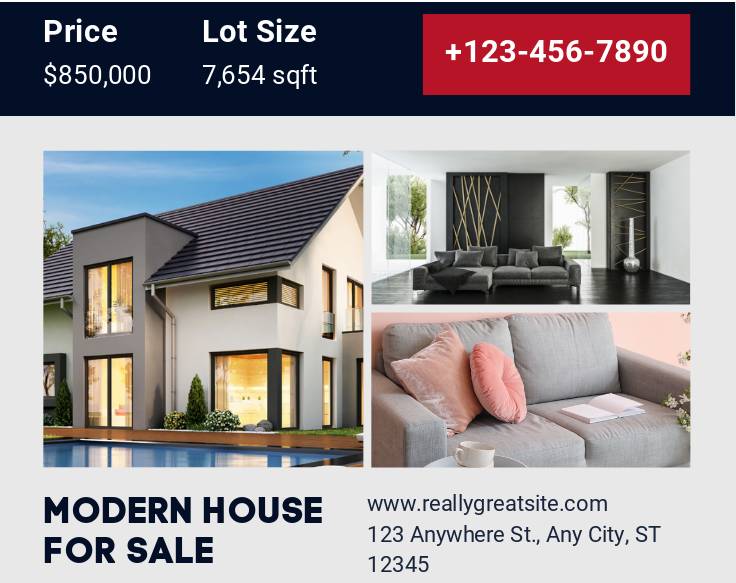 Price
$850,000
Lot Size
7,654 sqft
+123-456-7890
MODERN HOUSE
FOR SALE
www.reallygreatsite.com
123 Anywhere St., Any City, ST
12345